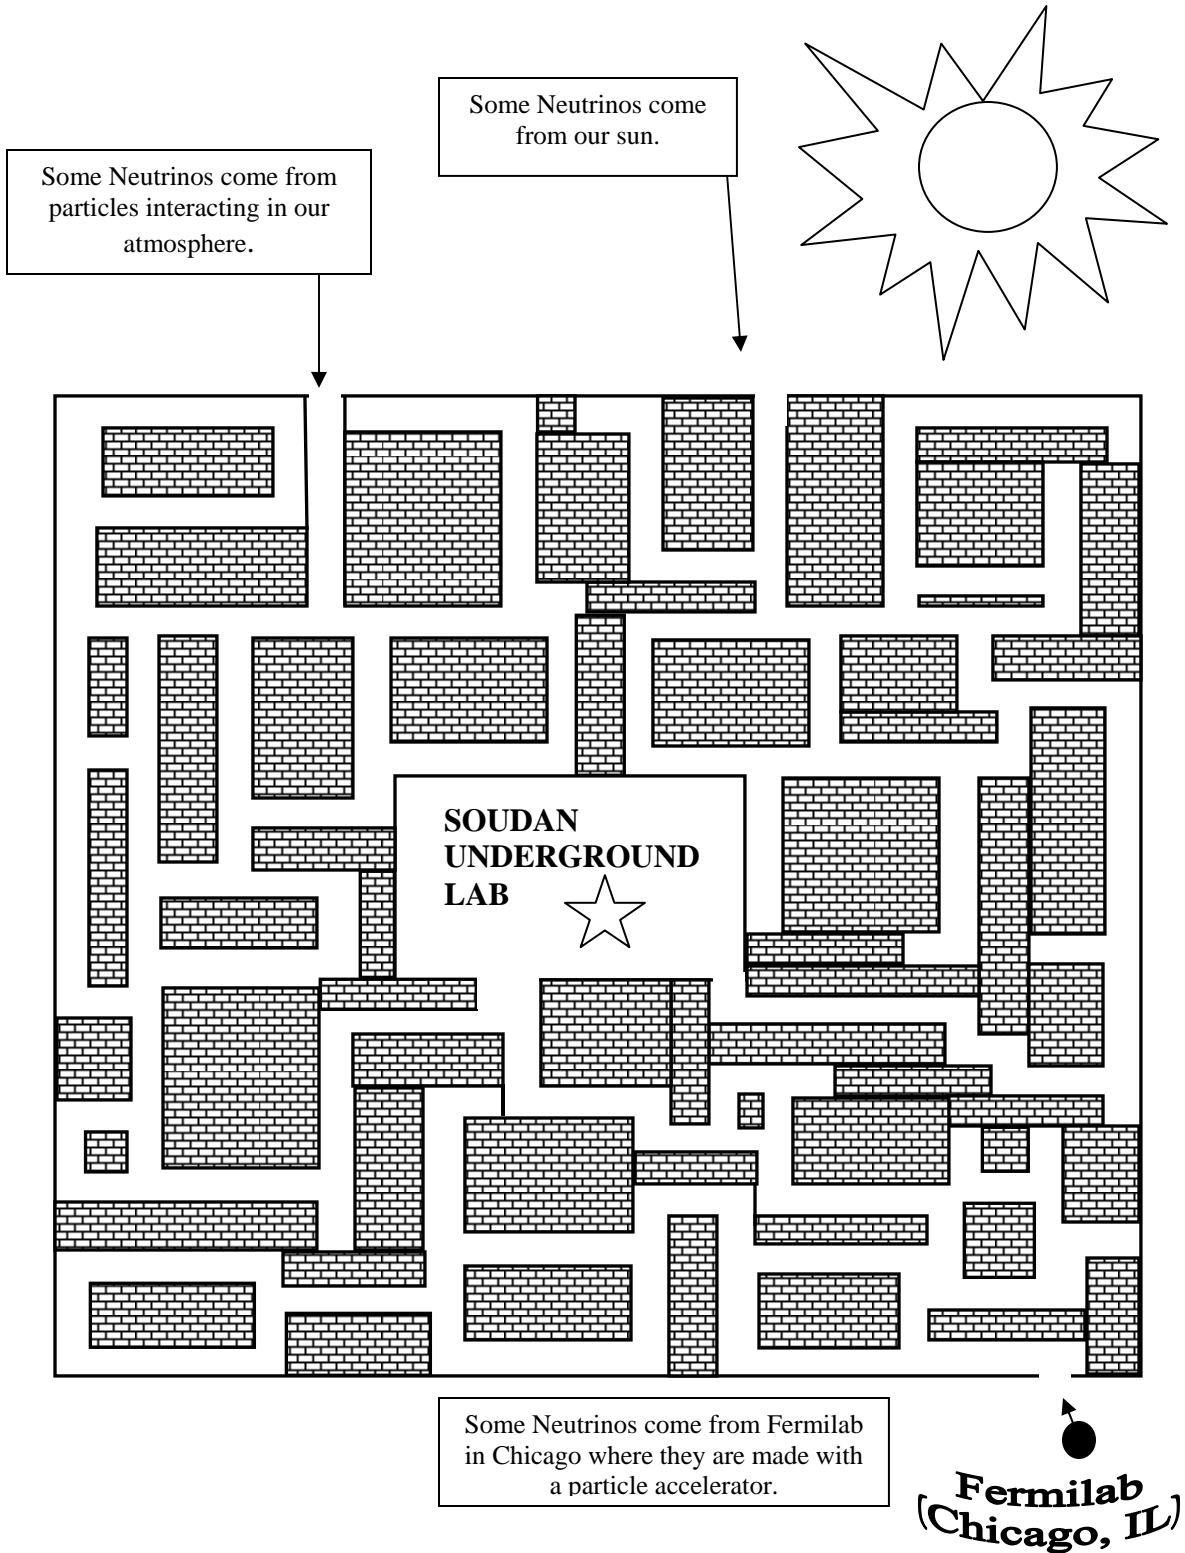 Some Neutrinos come
from our sun.
Some Neutrinos come from
particles interacting in our
atmosphere.
SOUDAN
UNDERGROUND
LAB
Some Neutrinos come from Fermilab
in Chicago where they are made with
a particle accelerator.
Fermilab
(Chicago, IL)